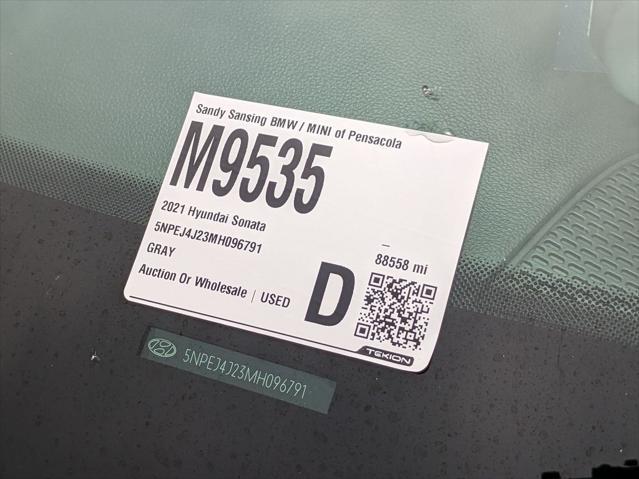 Sandy Sansing BMW / MINI of Pensacola
M9535
2021 Hyundai Sonata
5NPEJ4J23MH096791
GRAY
Auction Or Wholesale | USED
D
–
88558 mi
TEKION
5NPEJ4J23MH096791